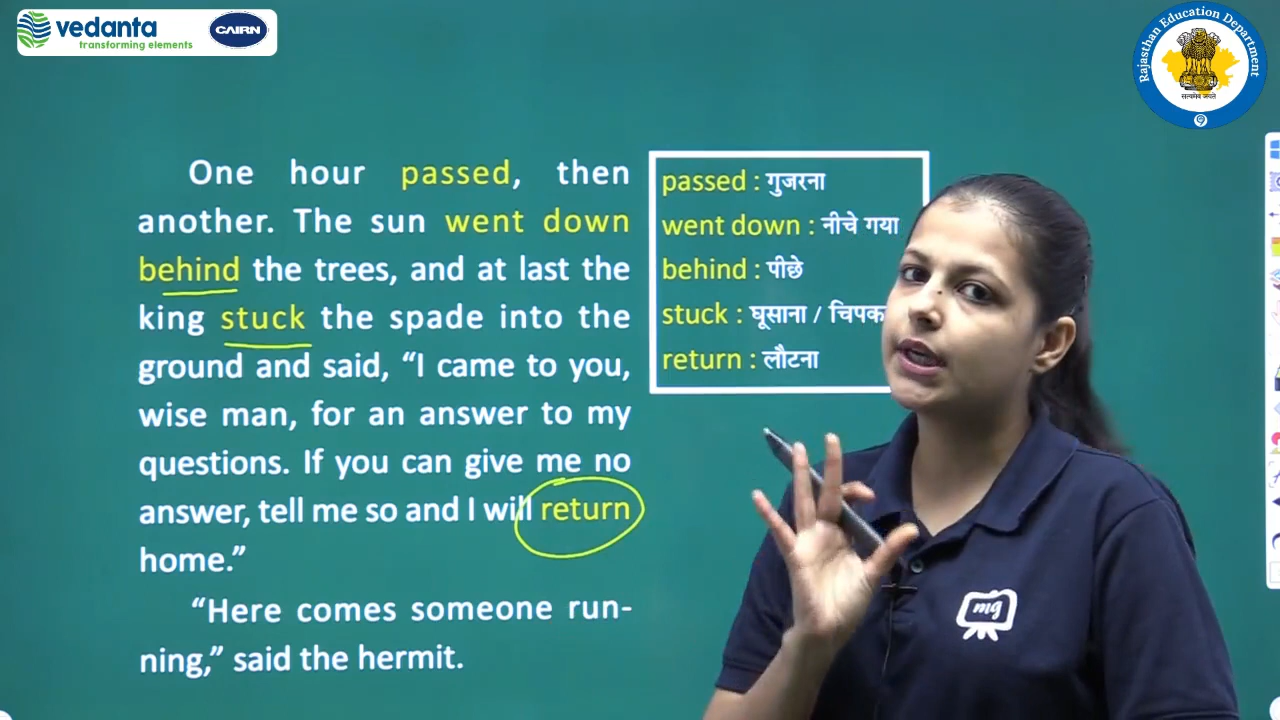 vedanta
transforming elements
CAIRN
Rajasthan Education Department
सत्यमेव जयते
One hour passed, then
another. The sun went down
behind the trees, and at last the
king stuck the spade into the
ground and said, “I came to you,
wise man, for an answer to my
questions. If you can give me no
answer, tell me so and I will return
home.”
“Here comes someone run-
ning,” said the hermit.
passed : गुजरना
went down : नीचे गया
behind : पीछे
stuck : घूसाना / चिपक
return : लौटना
mg